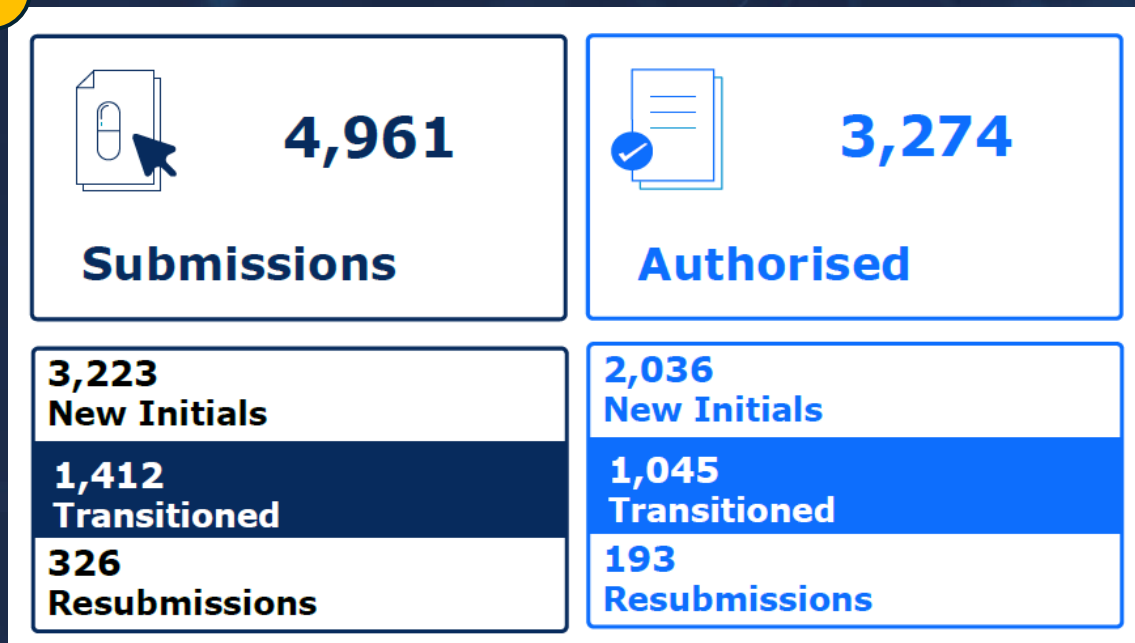 4,961
Submissions
3,274
Authorised
3,223
New Initials
1,412
Transitioned
326
Resubmissions
2,036
New Initials
1,045
Transitioned
193
Resubmissions